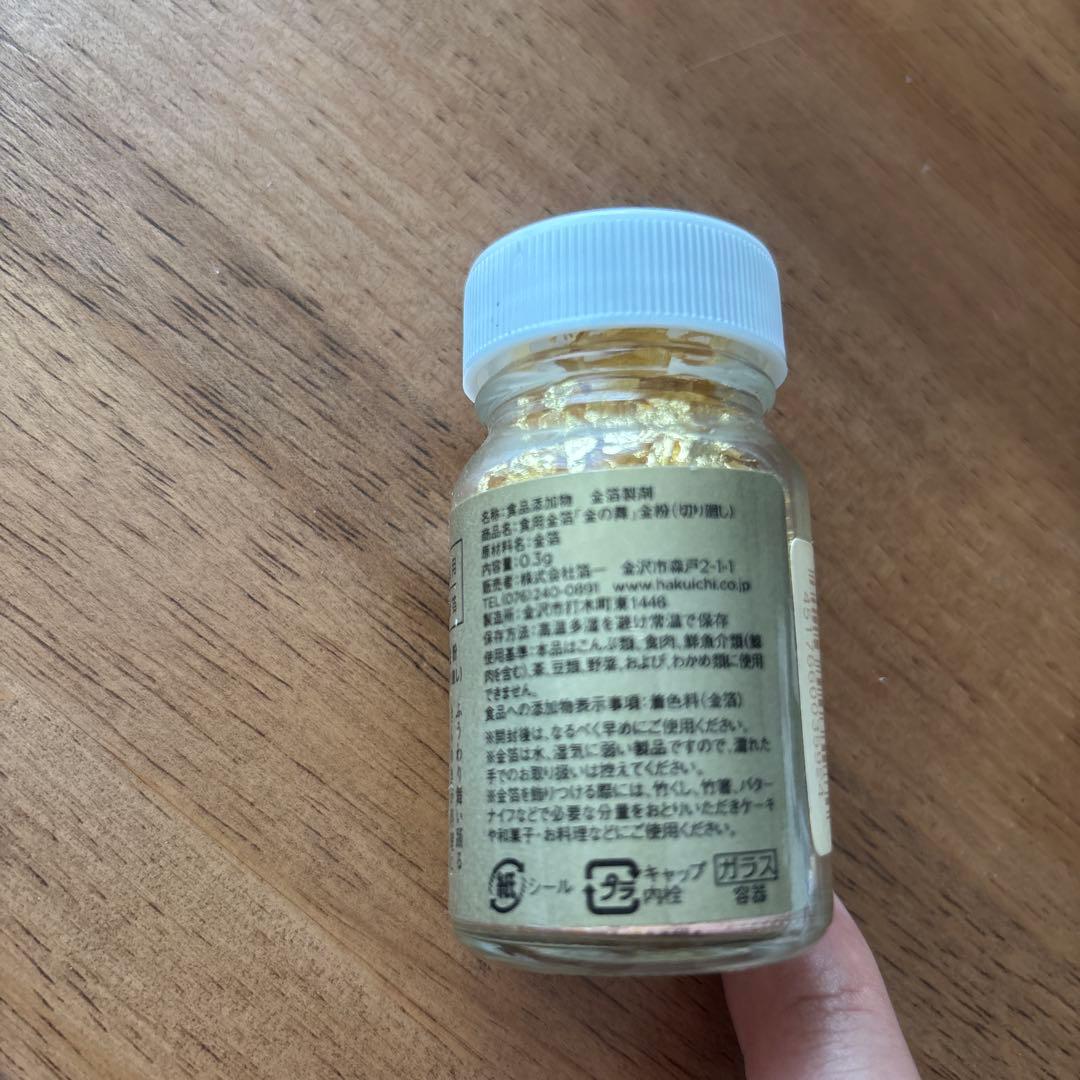 名称:食品添加物　金箔製剤
商品名:食用金箔「金の舞」金粉(切り廻し)
原材料名:金箔
内容量:0.3g
販売者:株式会社箔一　金沢市森戸2-1-1
TEL(076)240-0891　www.hakuichi.co.jp
製造所:金沢市打木町東1446
保存方法:高温多湿を避け常温で保存
使用基準:本品はこんぶ類、食肉、鮮魚介類(鯨
肉を含む)、茶、豆類、野菜、および、わかめ類に使用
できません。
食品への添加物表示事項:着色料(金箔)
※開封後は、なるべく早めにご使用ください。
※金箔は水、湿気に弱い製品ですので、濡れた
手でのお取り扱いは控えてください。
※金箔を飾りつける際には、竹くし、竹箸、バター
ナイフなどで必要な分量をおとりいただきケーキ
や和菓子・お料理などにご使用ください。
紙 シール
プラ キャップ
内栓
ガラス
容器
ふうわり舞い踊る